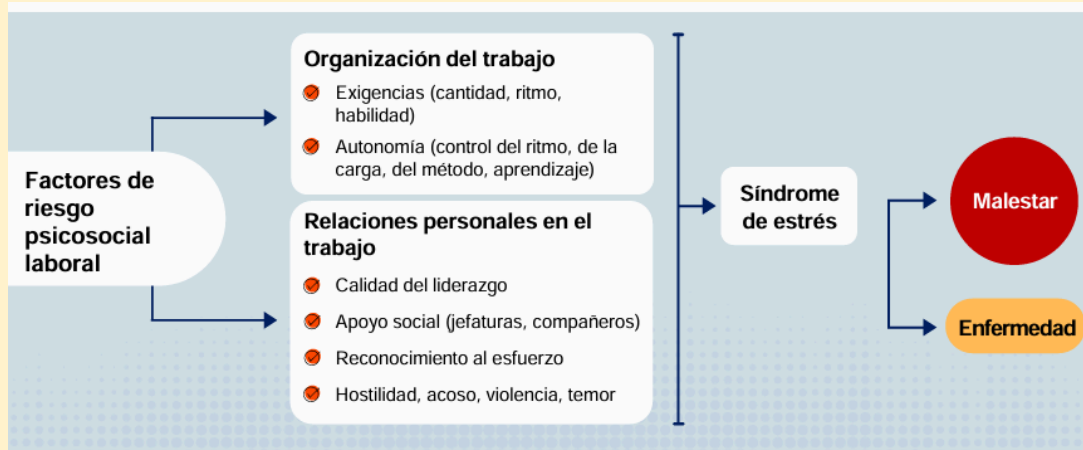 Factores de
riesgo
psicosocial
laboral
Organización del trabajo
Exigencias (cantidad, ritmo,
habilidad)
Autonomía (control del ritmo, de la
carga, del método, aprendizaje)
Relaciones personales en el
trabajo
Calidad del liderazgo
Apoyo social (jefaturas, compañeros)
Reconocimiento al esfuerzo
Hostilidad, acoso, violencia, temor
Síndrome
de estrés
Malestar
Enfermedad